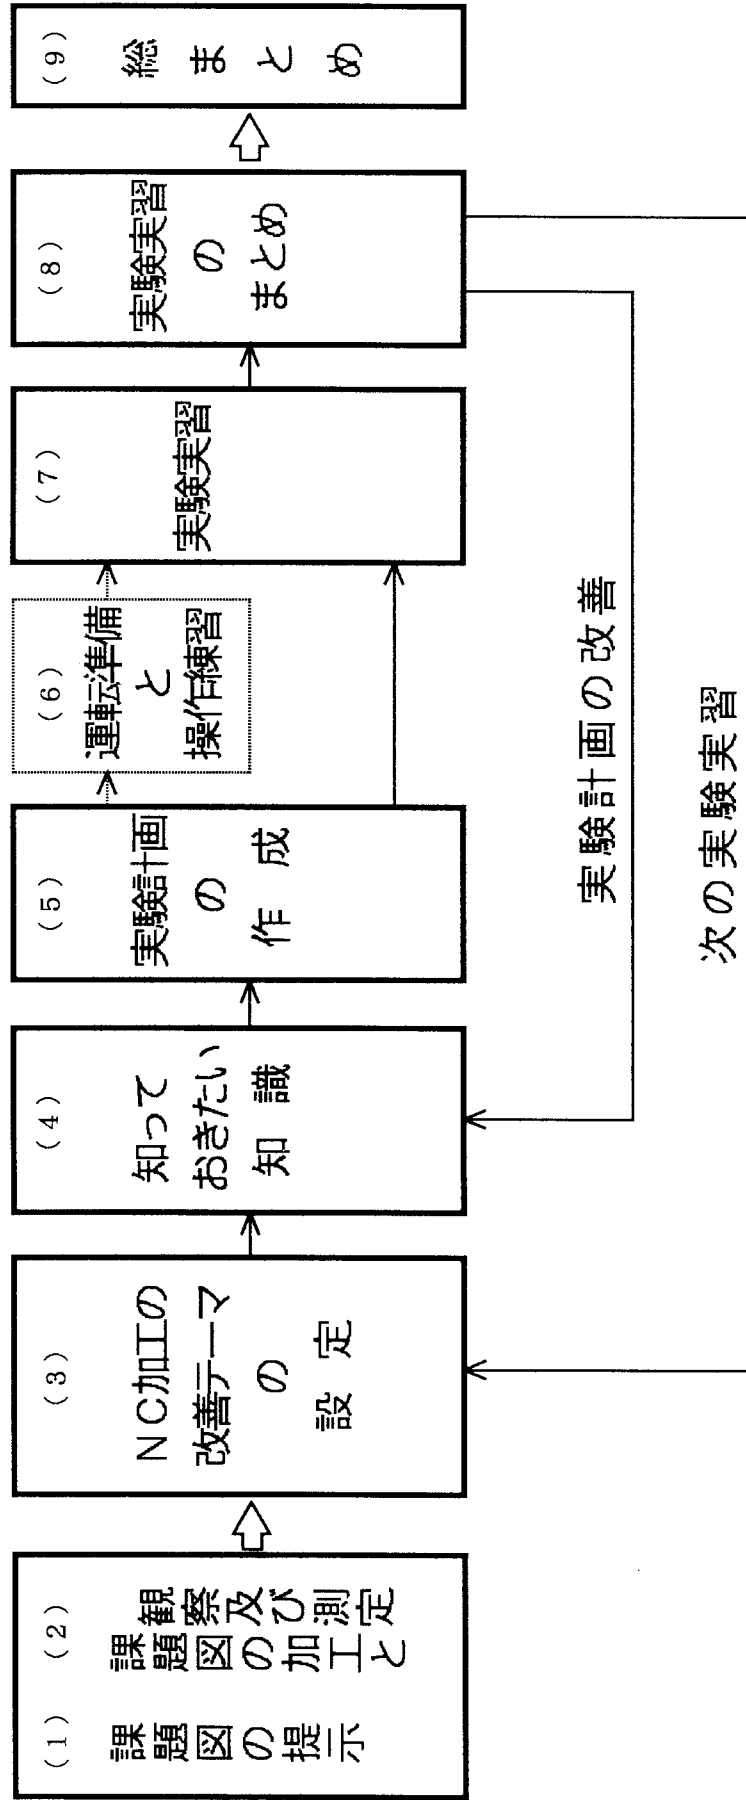 (1)
課題図の提示
(2)
課題図の加工と
観察及び測定
(3)
NC加工の
改善テーマ
の
設定
(4)
知って
おきたい
知識
(5)
実験計画
の
作成
(6)
運転準備
と
操作練習
(7)
実験実習
(8)
実験実習
の
まとめ
(9)
総まとめ
実験計画の改善
次の実験実習